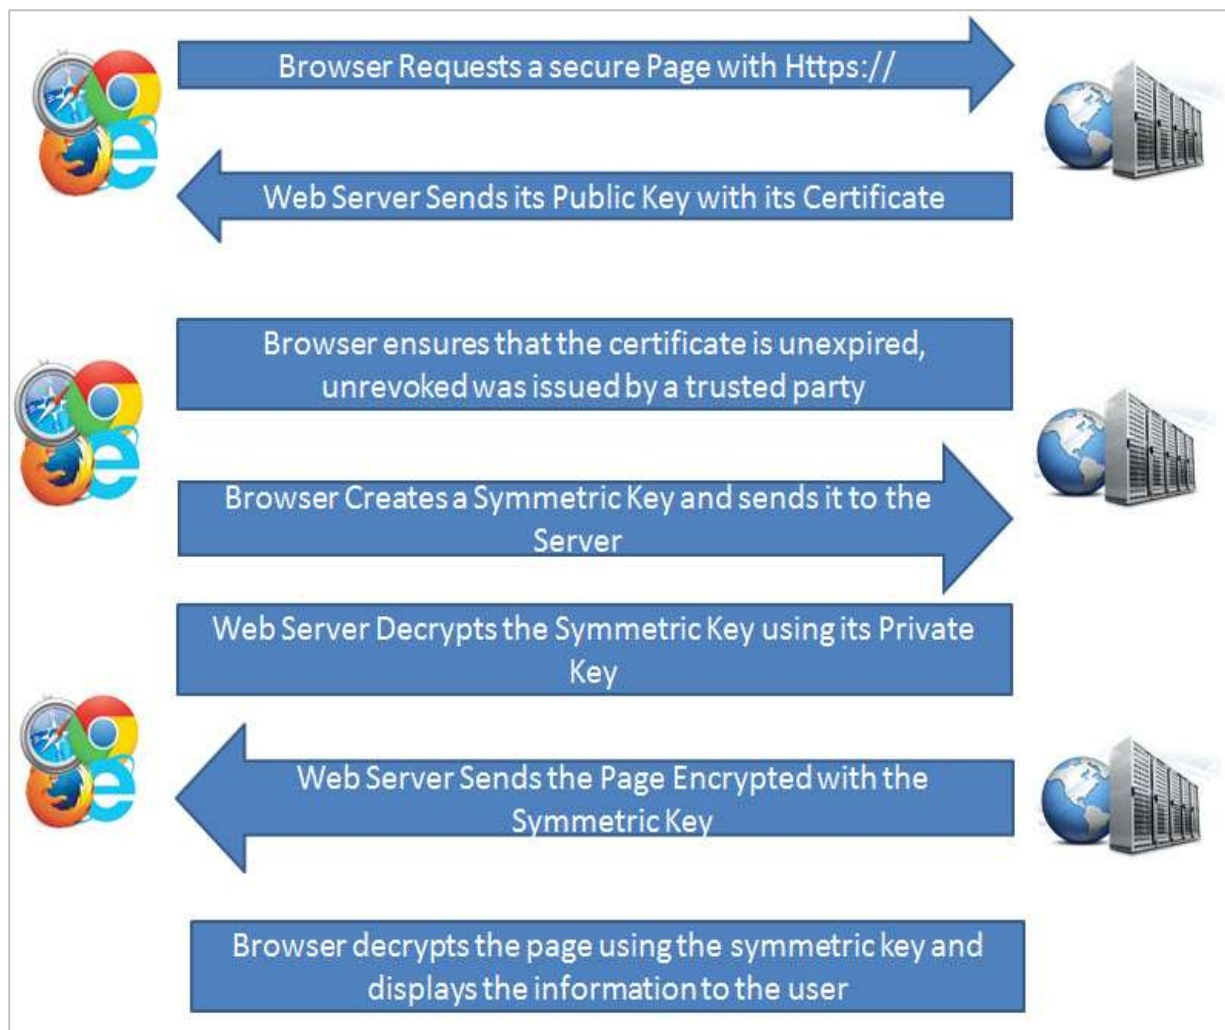 Browser Requests a secure Page with Https://
Web Server Sends its Public Key with its Certificate
Browser ensures that the certificate is unexpired,
unrevoked was issued by a trusted party
Browser Creates a Symmetric Key and sends it to the
Server
Web Server Decrypts the Symmetric Key using its Private
Key
Web Server Sends the Page Encrypted with the
Symmetric Key
Browser decrypts the page using the symmetric key and
displays the information to the user